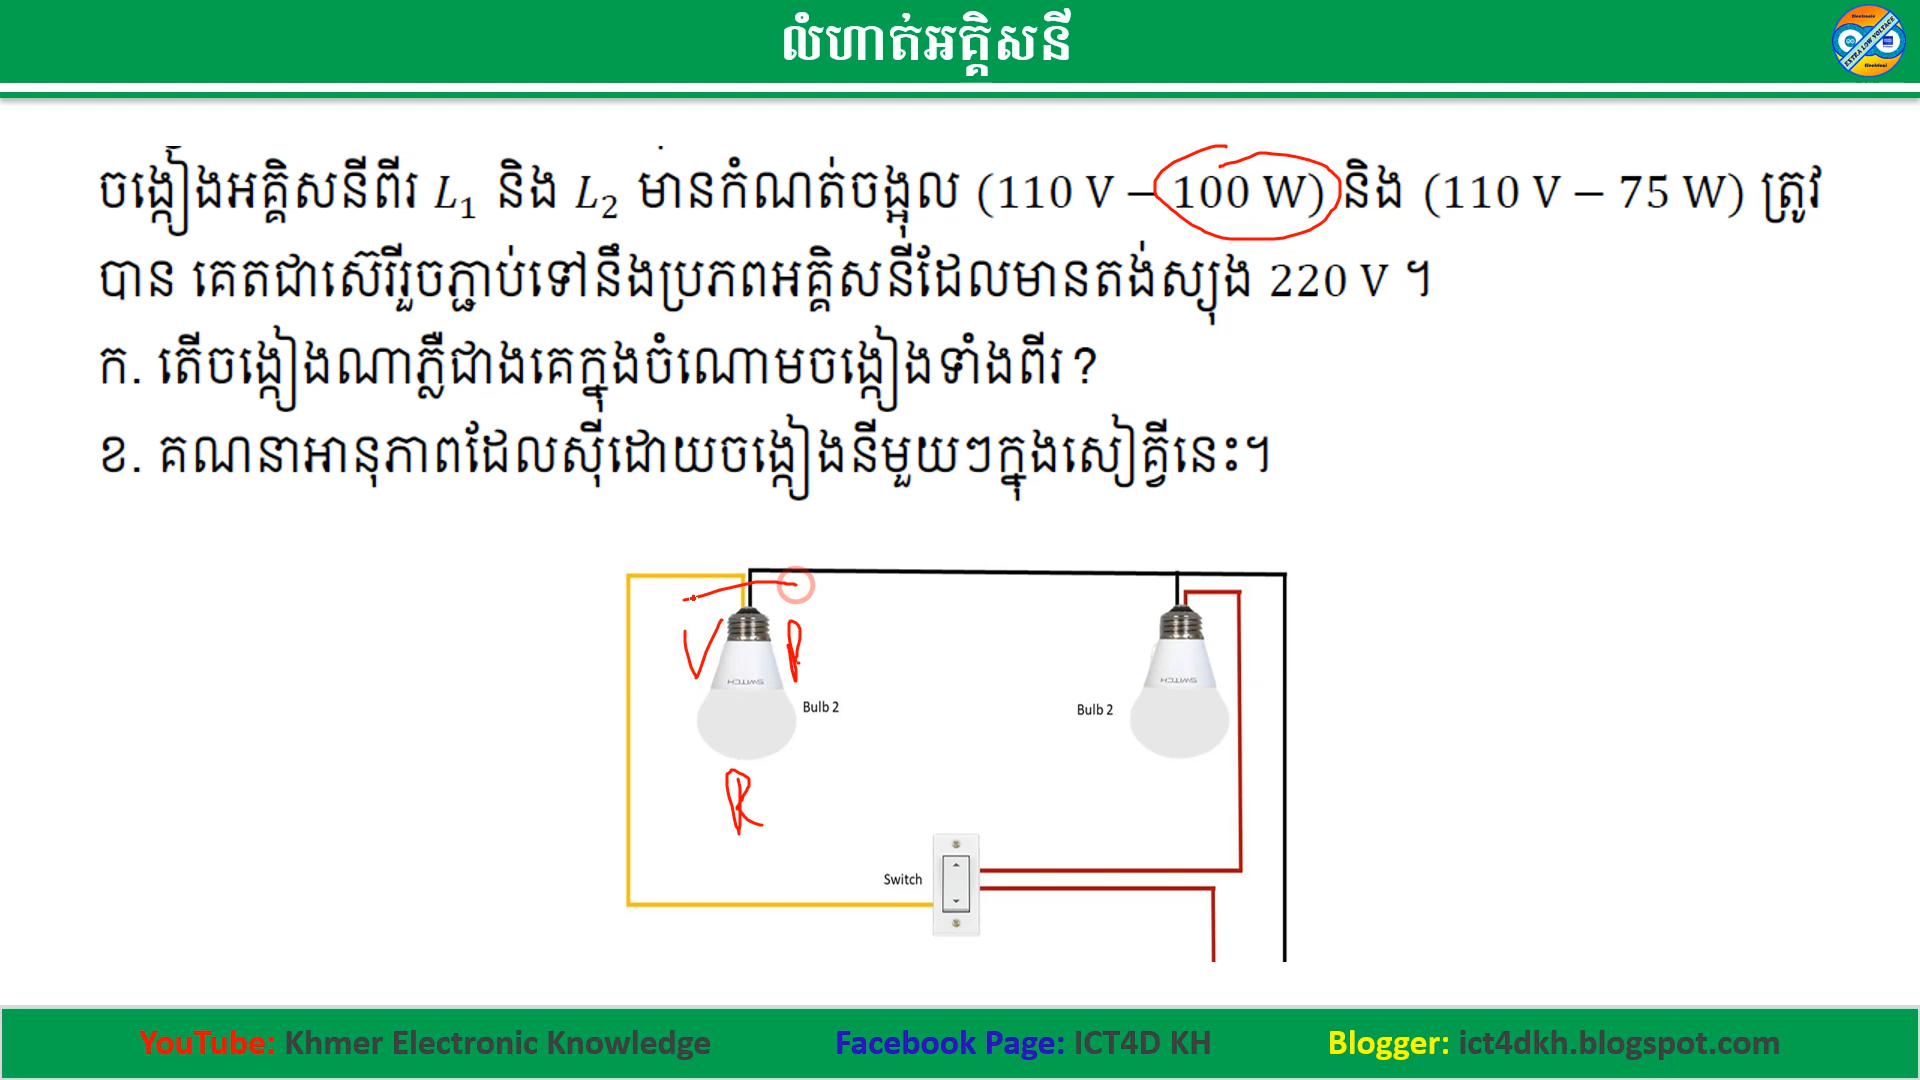 លំហាត់អគ្គិសនី
Electronic
EXTRA LOW VOLTAGE
Electrical
ចង្កៀងអគ្គិសនីពីរ L₁ និង L₂ មានកំណត់ចង្អុល (110 V – 100 W) និង (110 V – 75 W) ត្រូវ
បាន គេតជាស៊េរីរួចភ្ជាប់ទៅនឹងប្រភពអគ្គិសនីដែលមានតង់ស្យុង 220 V ។
ក. តើចង្កៀងណាភ្លឺជាងគេក្នុងចំណោមចង្កៀងទាំងពីរ?
ខ. គណនាអានុភាពដែលស៊ីដោយចង្កៀងនីមួយៗក្នុងសៀគ្វីនេះ។
V
P
SWITCH
SWITCH
Bulb 2
Bulb 2
R
Switch
YouTube: Khmer Electronic Knowledge
Facebook Page: ICT4D KH
Blogger: ict4dkh.blogspot.com